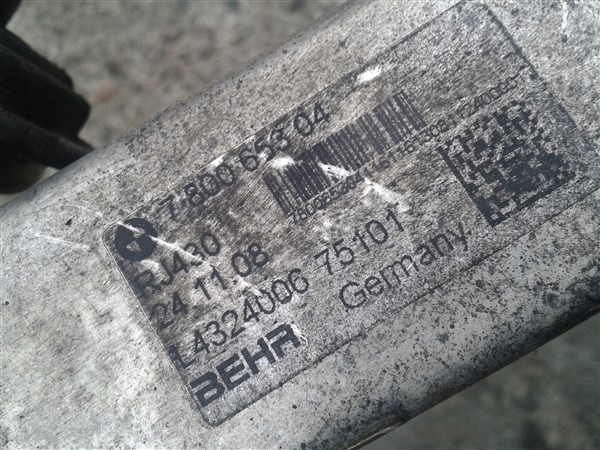 7 800 653 04
RJ430
24.11.08
L4324006 75101
BEHR Germany